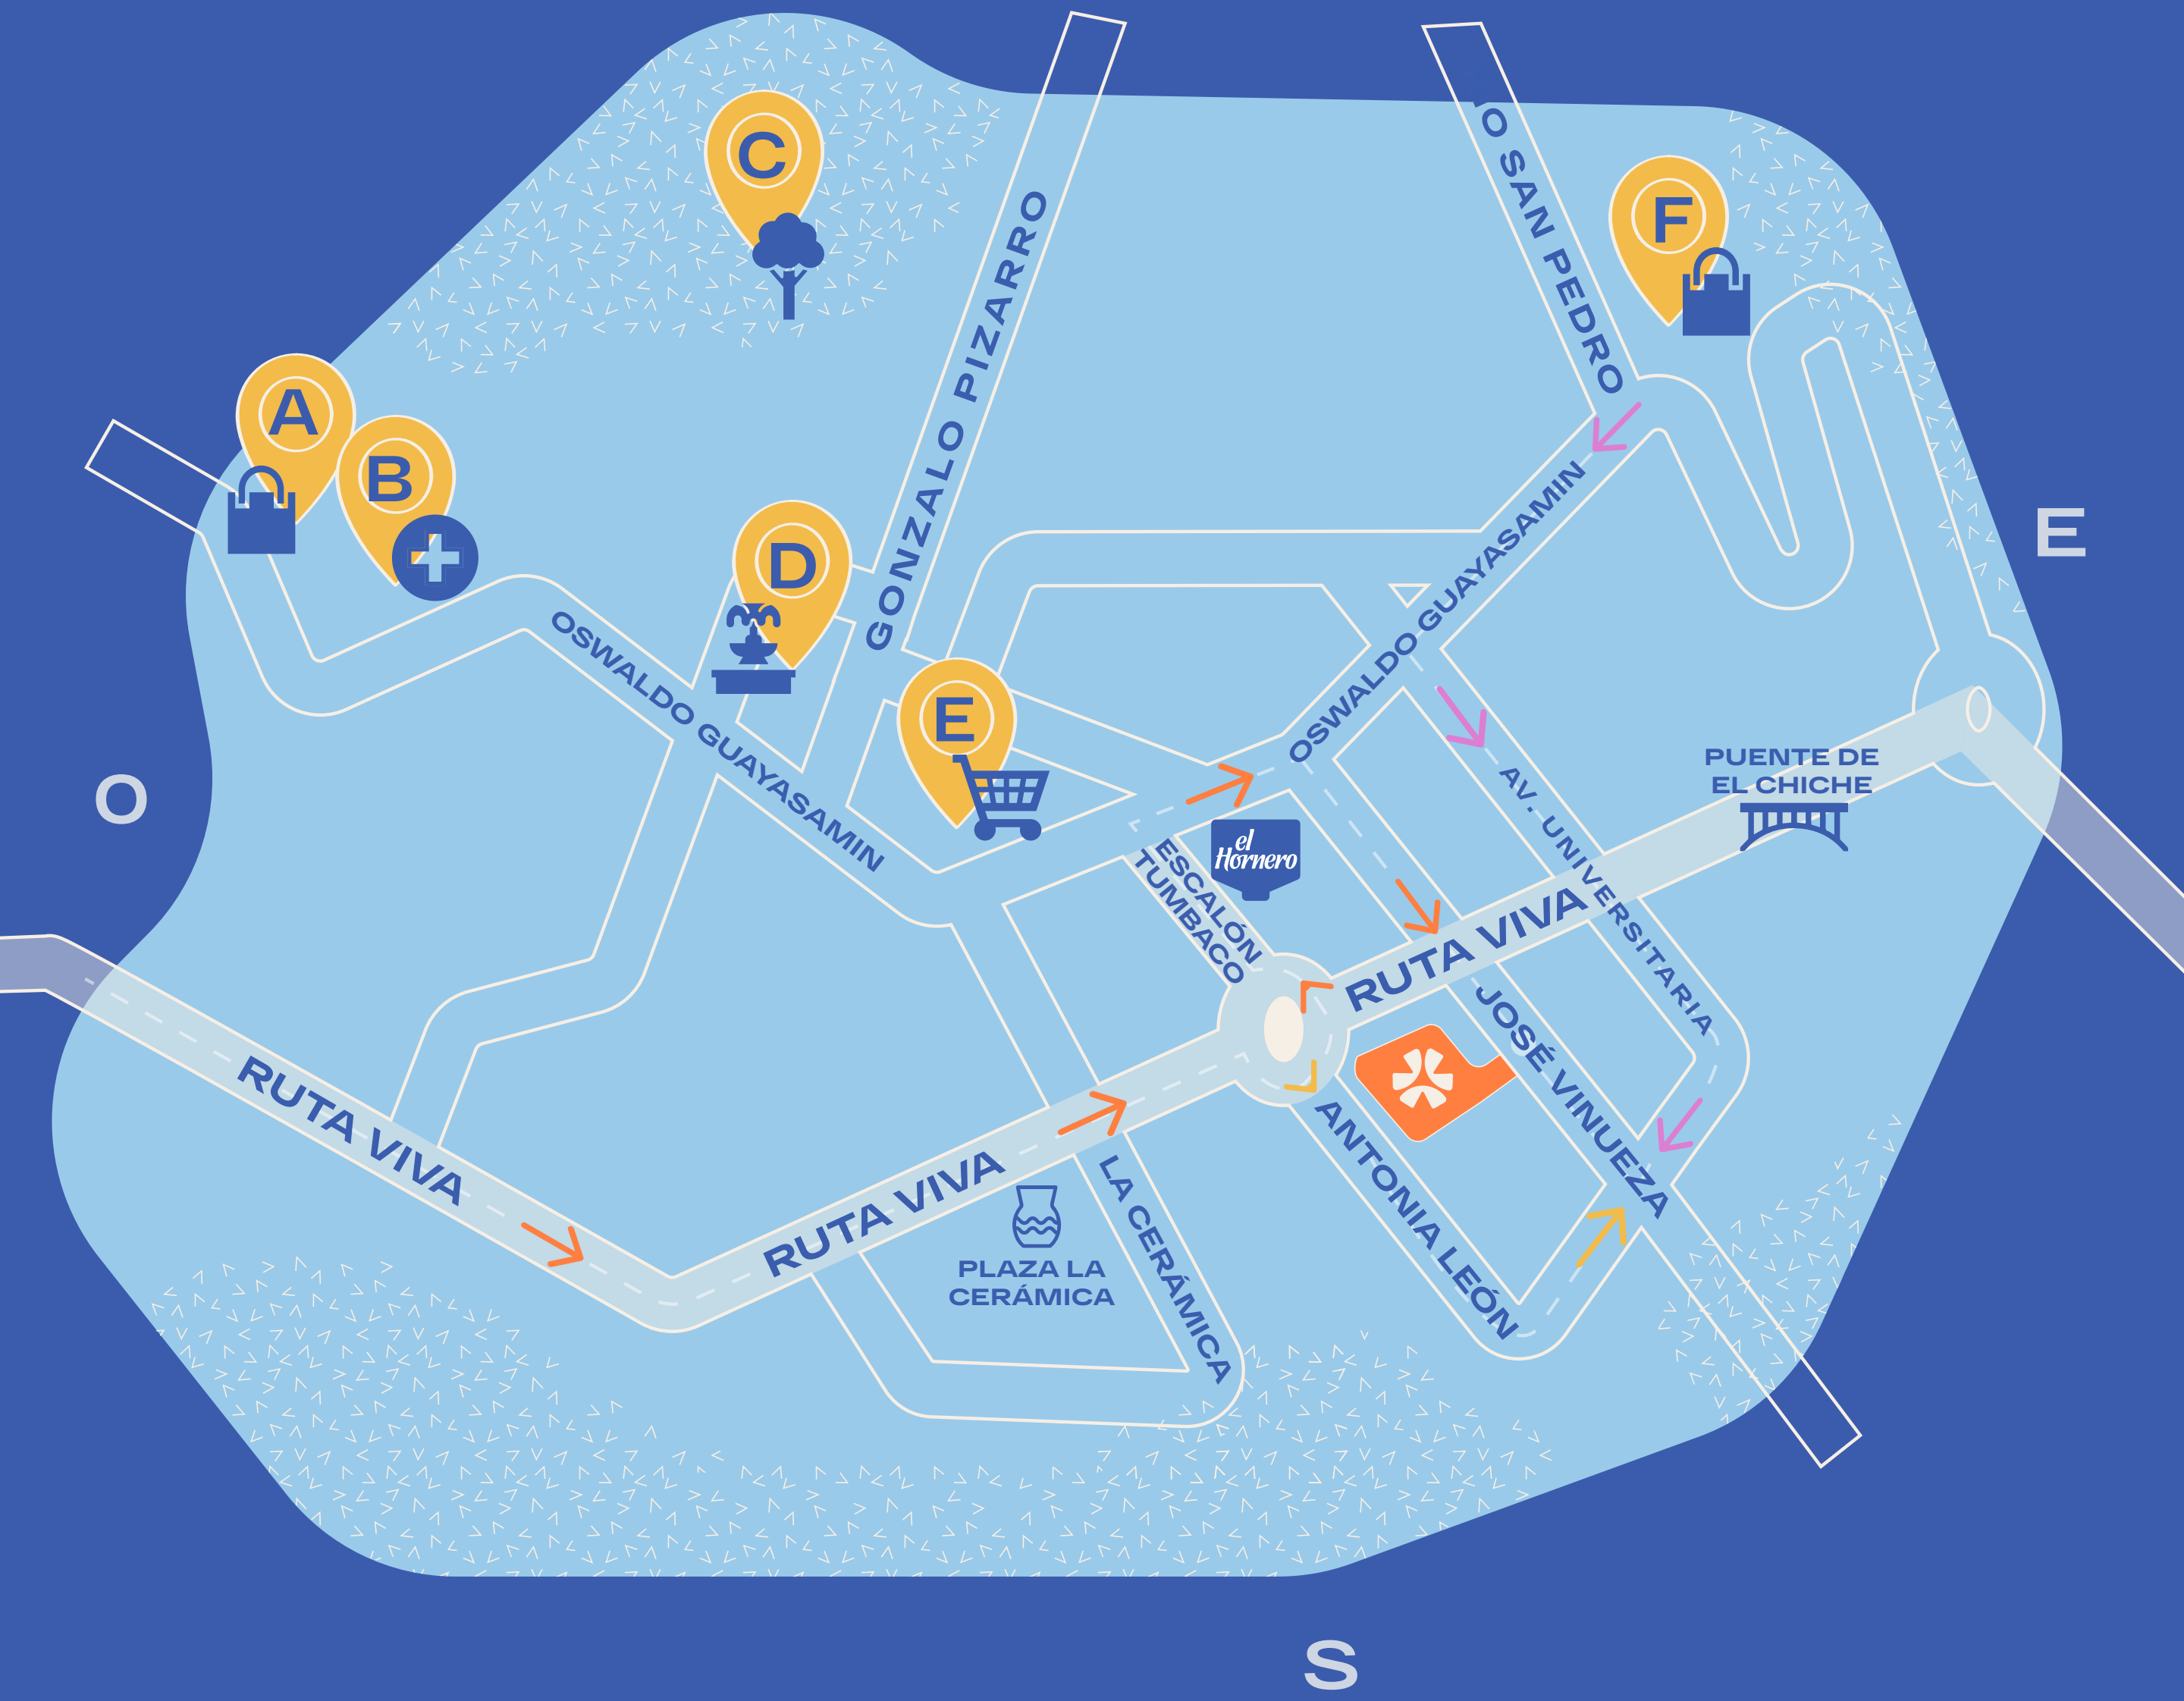 C
GONZALO PIZARRO
O SAN PEDRO
F
A
B
D
OSWALDO GUAYASAMIN
E
OSWALDO GUAYASAMIN
E
O
PUENTE DE
EL CHICHE
AV. UNIVERSITARIA
el
Hornero
ESCALÓN
TUMBACO
RUTA VIVA
JOSÉ VINUEZA
RUTA VIVA
ANTONIA LEÓN
RUTA VIVA
LA CERÁMICA
PLAZA LA
CERÁMICA
S